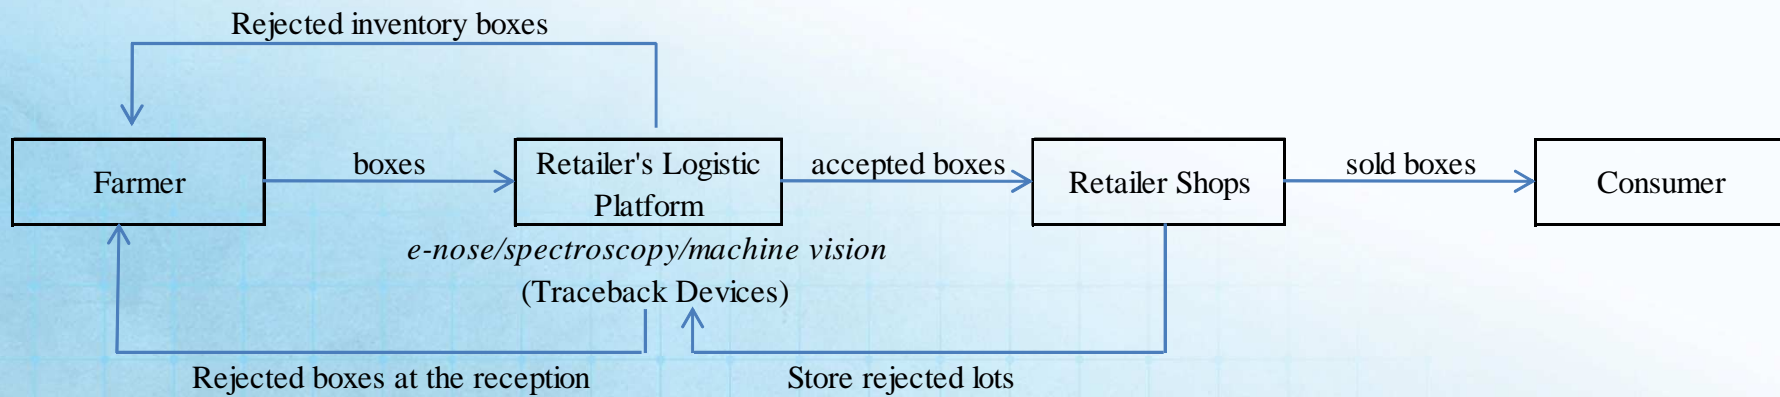 Rejected inventory boxes
Farmer
boxes
Retailer's Logistic
Platform
accepted boxes
Retailer Shops
sold boxes
Consumer
e-nose/spectroscopy/machine vision
(Traceback Devices)
Rejected boxes at the reception
Store rejected lots